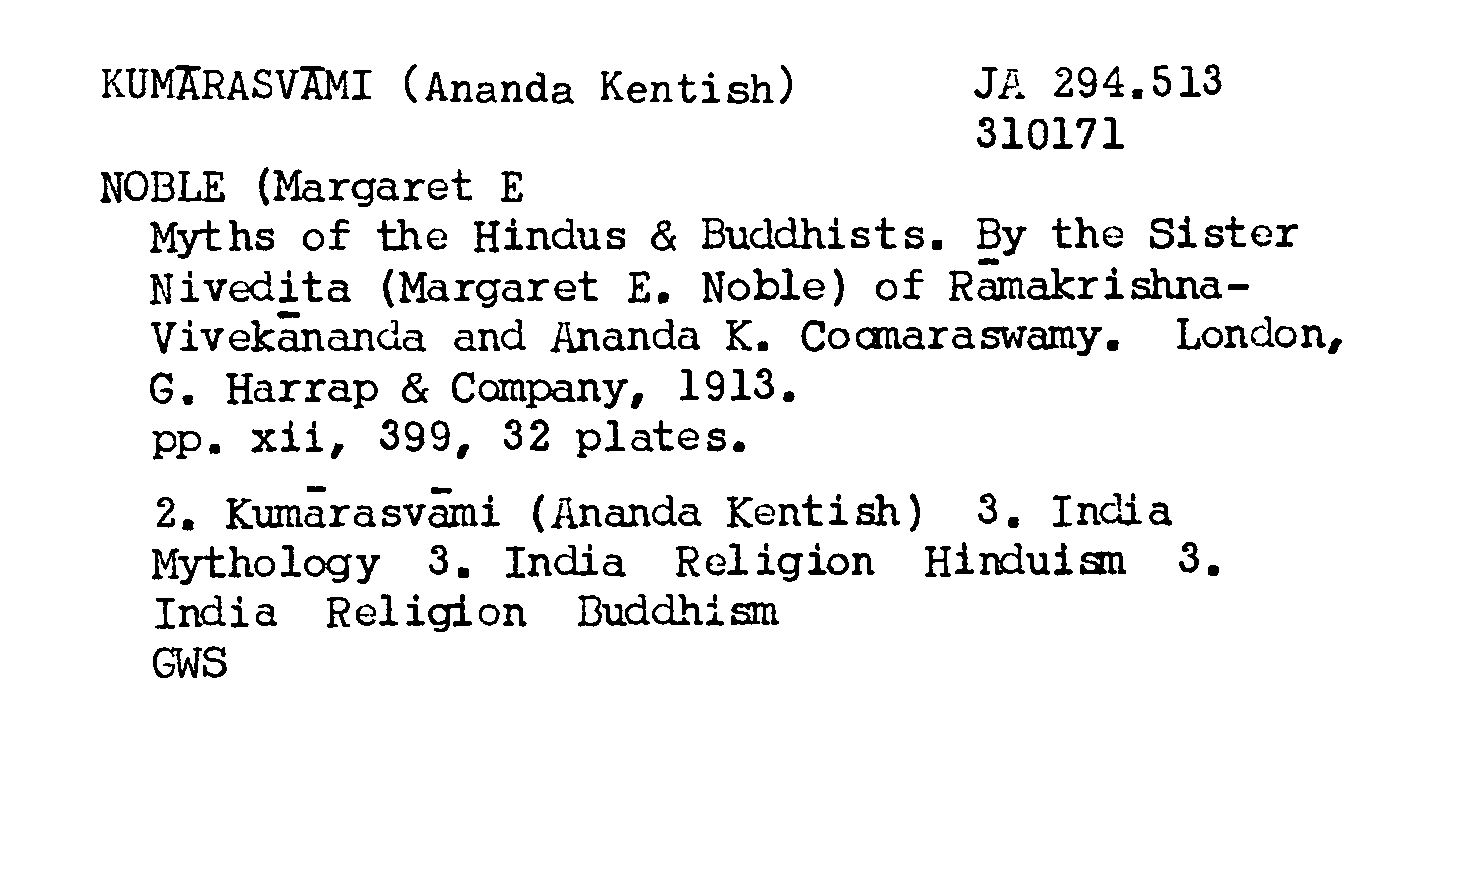 KUMĀRASVĀMI (Ananda Kentish) JA 294.513
310171
NOBLE (Margaret E
Myths of the Hindus & Buddhists. By the Sister
Nivedita (Margaret E. Noble) of Rāmakrishna-
Vivekānanda and Ananda K. Coomaraswamy. London,
G. Harrap & Company, 1913.
pp. xii, 399, 32 plates.
2. Kumārasvāmi (Ananda Kentish) 3. India
Mythology 3. India Religion Hinduism 3.
India Religion Buddhism
GWS